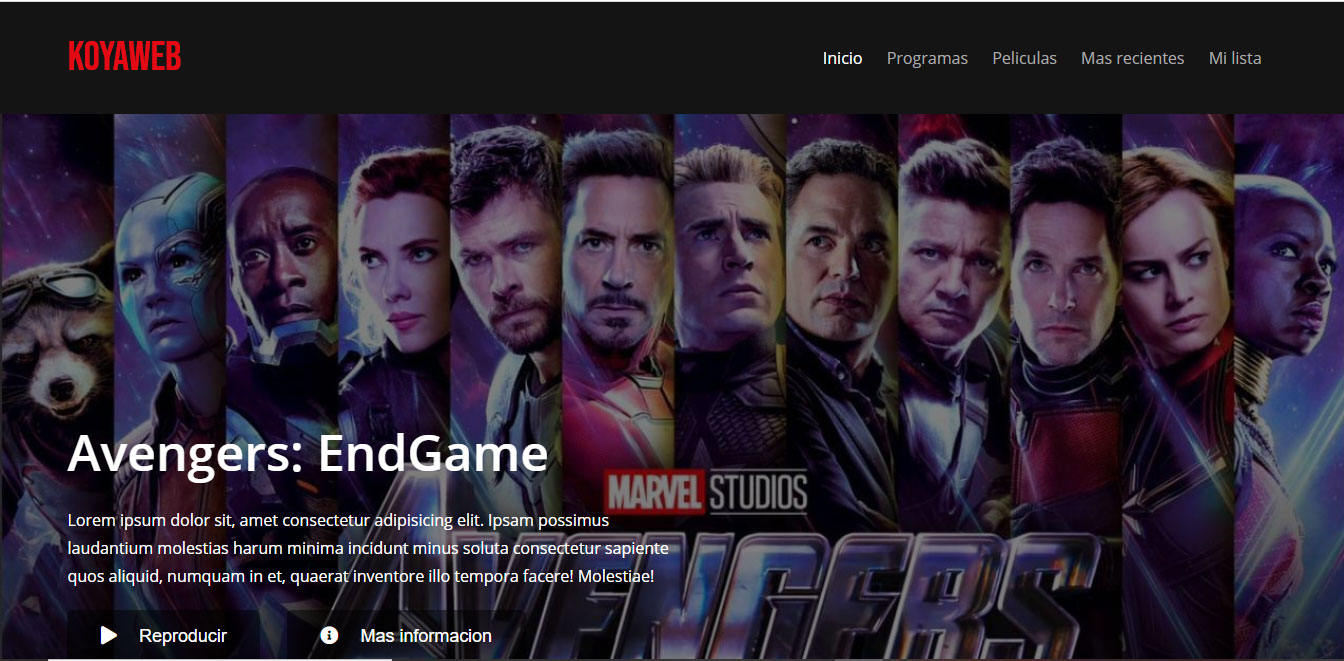 KOYAWEB
Inicio Programas Peliculas Mas recientes Mi lista
Avengers: EndGame
MARVEL STUDIOS
Lorem ipsum dolor sit, amet consectetur adipisicing elit. Ipsam possimus
laudantium molestias harum minima incidunt minus soluta consectetur sapiente
quos aliquid, numquam in et, quaerat inventore illo tempora facere! Molestiae!
AVENGERS
Reproducir Mas informacion